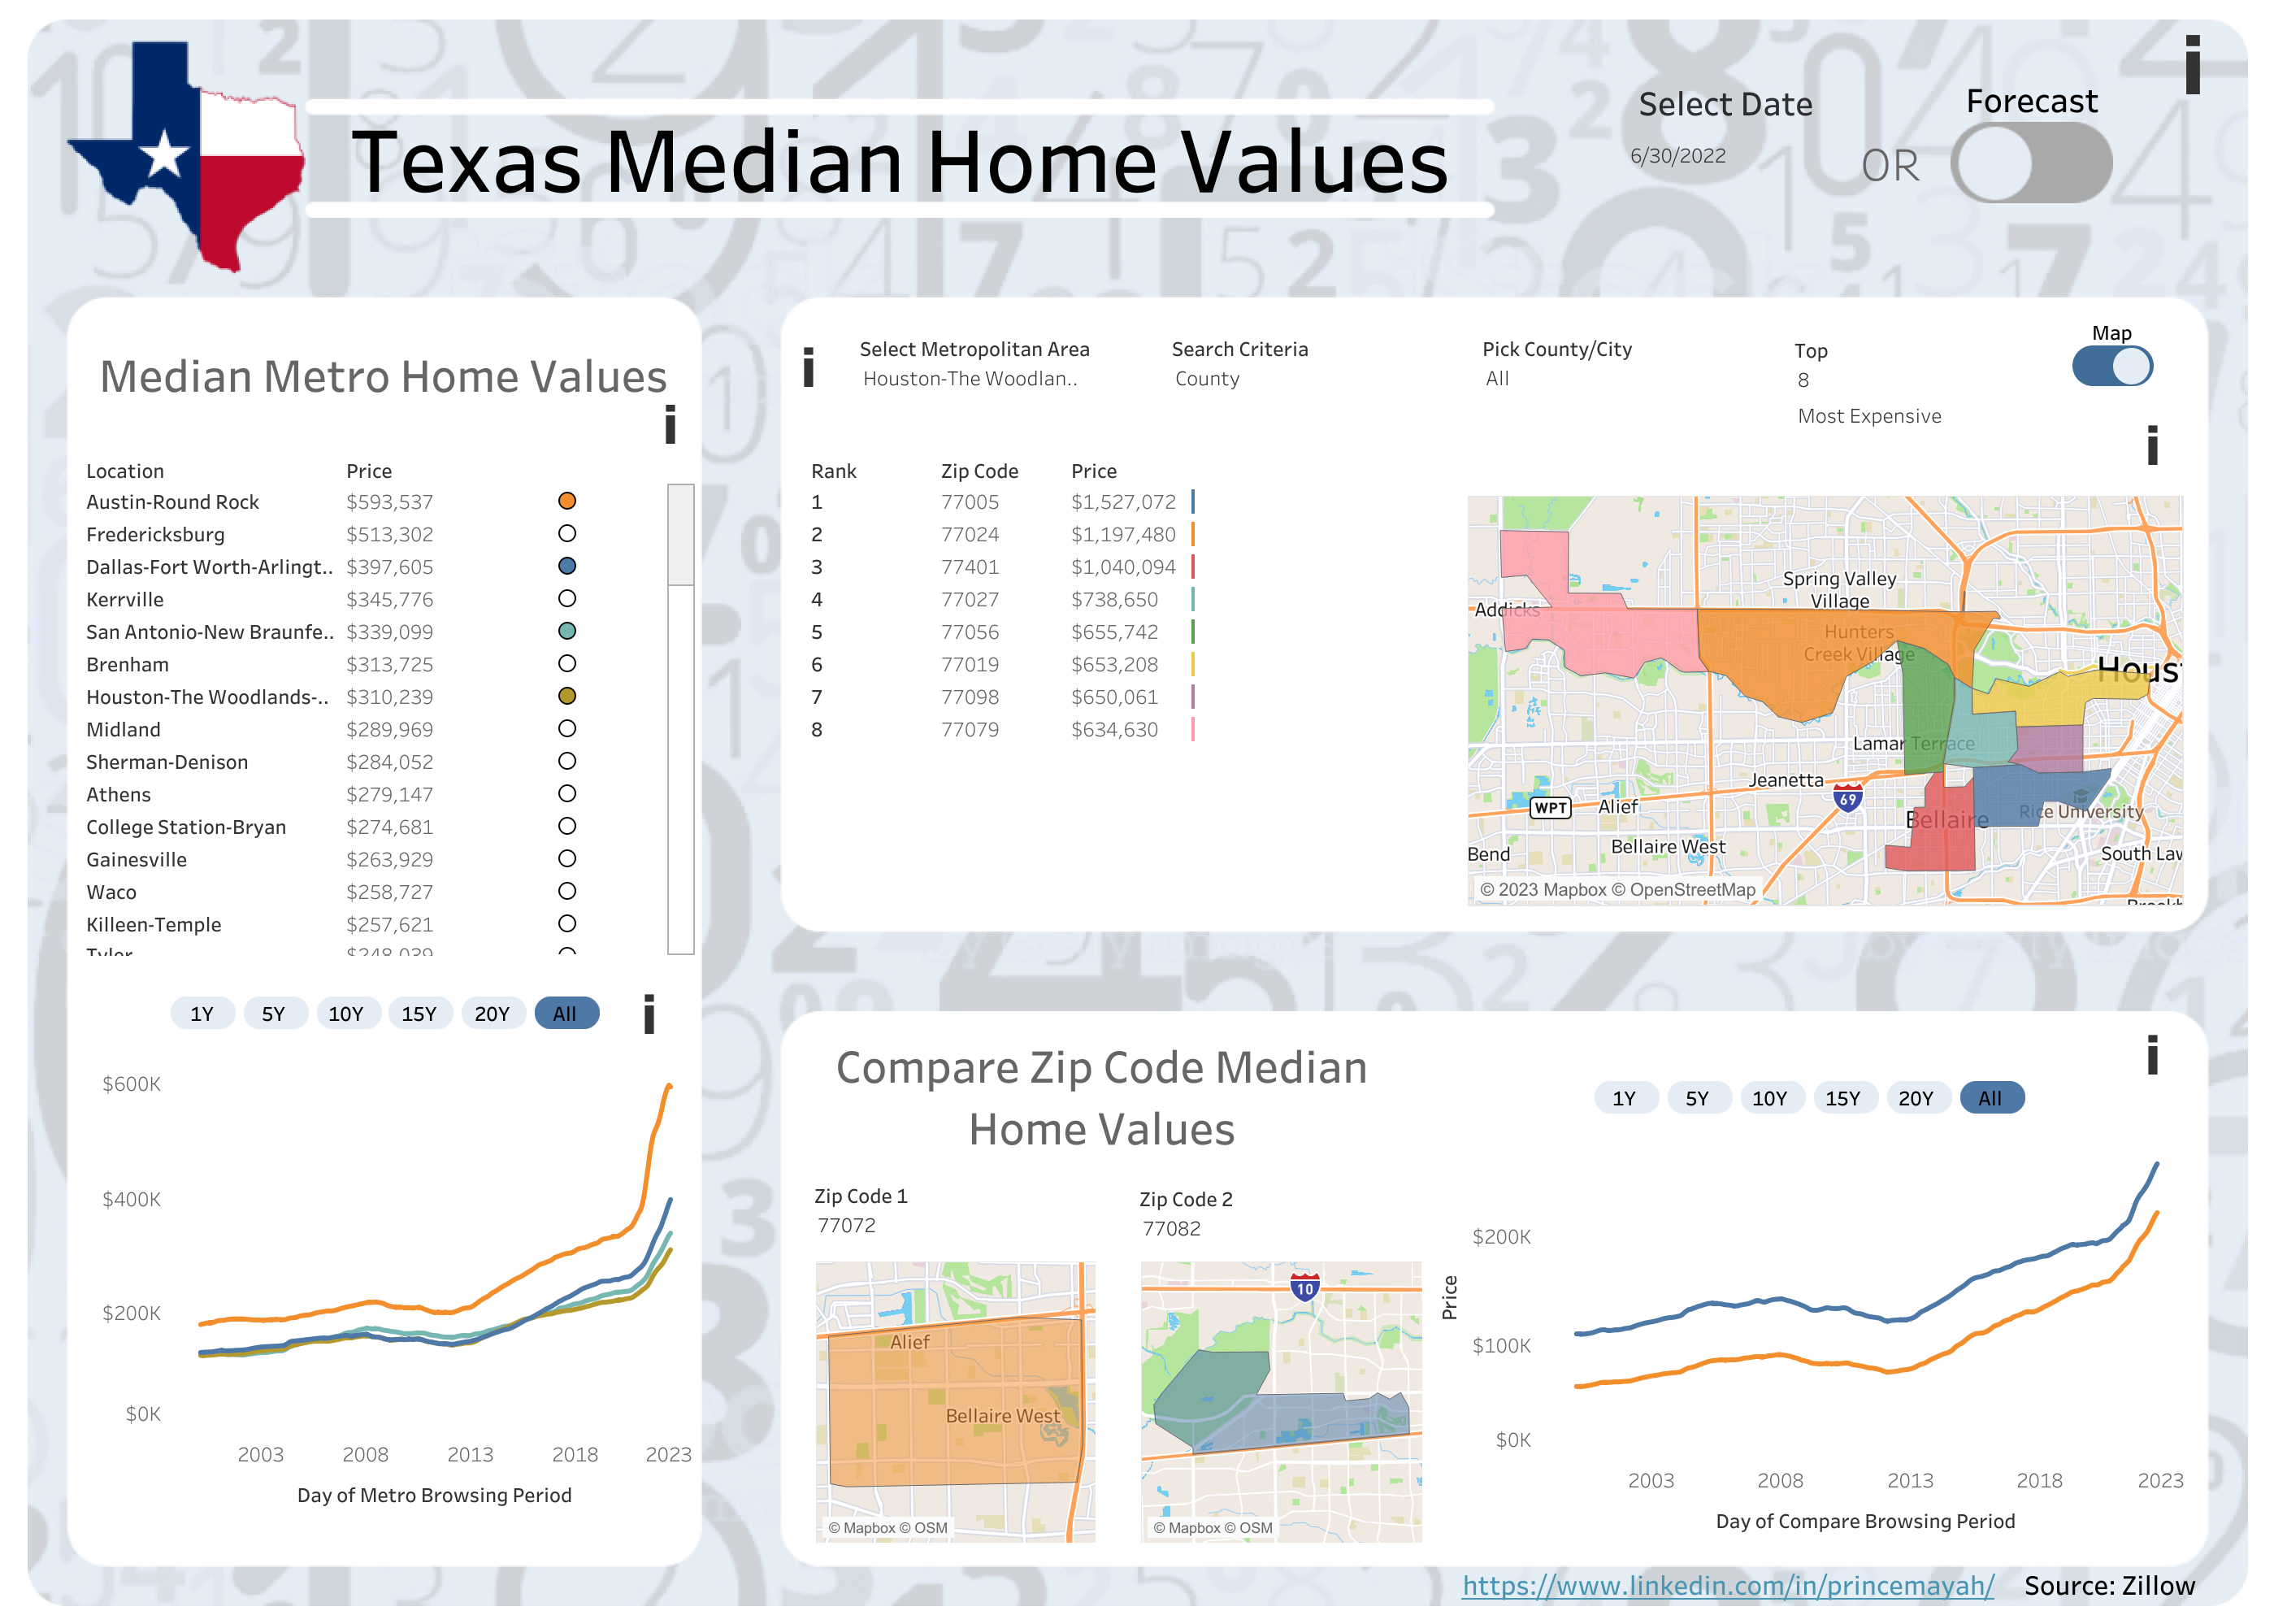 Texas Median Home Values
Select Date
6/30/2022
OR
Forecast
i
Median Metro Home Values
i
Location Price
Austin-Round Rock $593,537
Fredericksburg $513,302
Dallas-Fort Worth-Arlingt.. $397,605
Kerrville $345,776
San Antonio-New Braunfe.. $339,099
Brenham $313,725
Houston-The Woodlands-.. $310,239
Midland $289,969
Sherman-Denison $284,052
Athens $279,147
College Station-Bryan $274,681
Gainesville $263,929
Waco $258,727
Killeen-Temple $257,621
Tyler $248,039
1Y 5Y 10Y 15Y 20Y All
i
$600K
$400K
$200K
$0K
2003 2008 2013 2018 2023
Day of Metro Browsing Period
i
Select Metropolitan Area
Houston-The Woodlan..
Search Criteria
County
Pick County/City
All
Top
8
Most Expensive
Map
i
Rank Zip Code Price
1 77005 $1,527,072
2 77024 $1,197,480
3 77401 $1,040,094
4 77027 $738,650
5 77056 $655,742
6 77019 $653,208
7 77098 $650,061
8 77079 $634,630
Spring Valley
Village
Addicks
Hunters
Creek Village
Hous
Lamar Terrace
Jeanetta
69
WPT
Alief
Bellaire
Rice University
Bend
Bellaire West
South Law
© 2023 Mapbox © OpenStreetMap
Compare Zip Code Median
Home Values
i
1Y 5Y 10Y 15Y 20Y All
Zip Code 1
77072
Zip Code 2
77082
Alief
Bellaire West
© Mapbox © OSM
10
© Mapbox © OSM
Price
$200K
$100K
$0K
2003 2008 2013 2018 2023
Day of Compare Browsing Period
https://www.linkedin.com/in/princemayah/
Source: Zillow